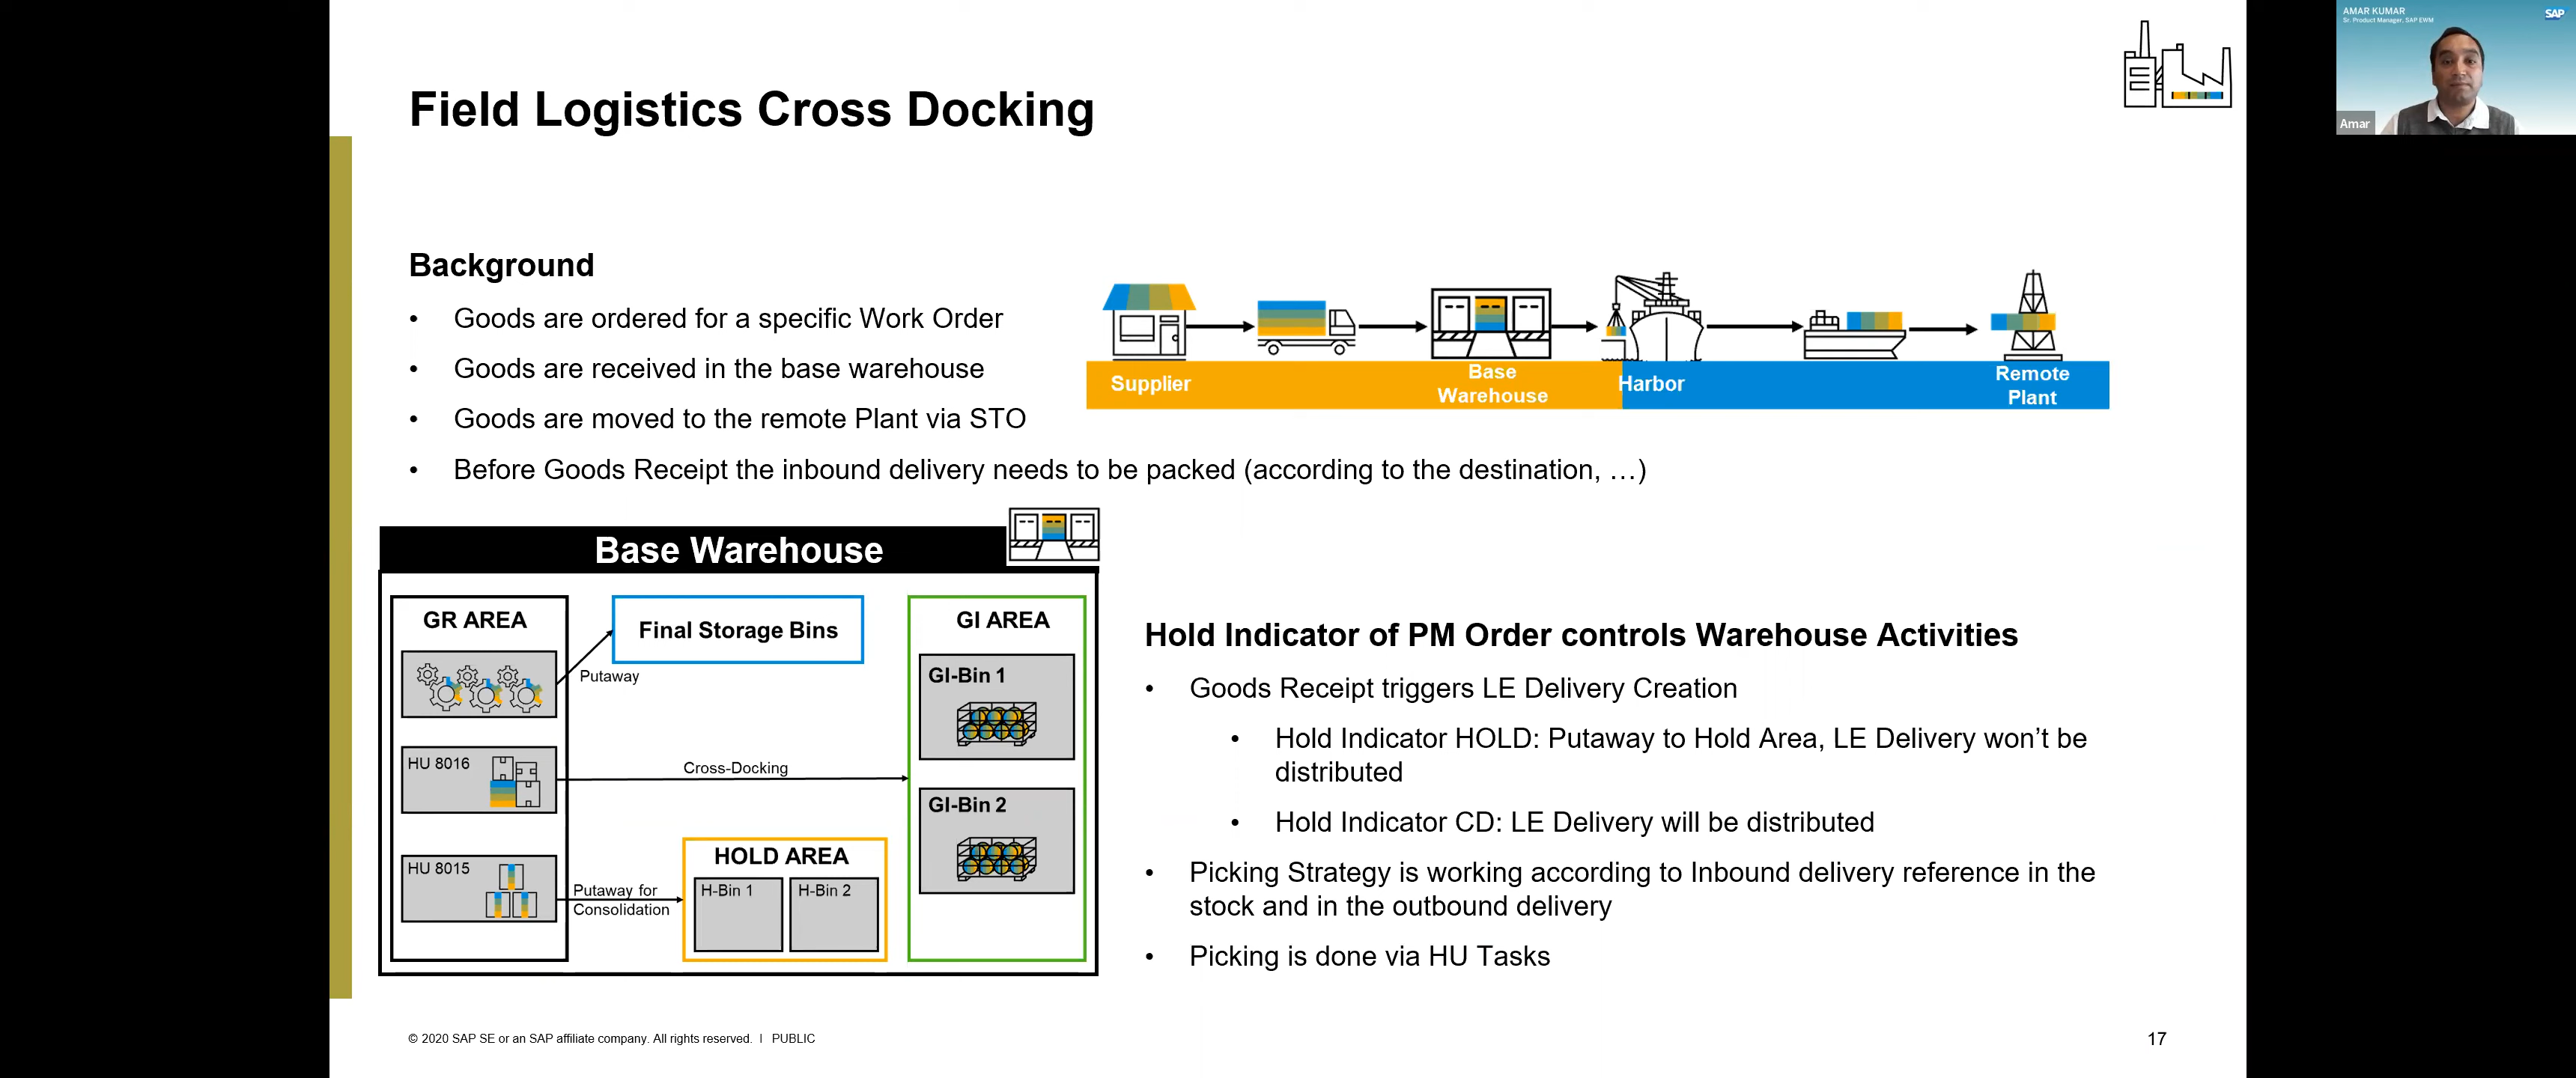 AMAR KUMAR
Sr. Product Manager, SAP EWM
SAP
Amar
Field Logistics Cross Docking
Background
• Goods are ordered for a specific Work Order
• Goods are received in the base warehouse
• Goods are moved to the remote Plant via STO
• Before Goods Receipt the inbound delivery needs to be packed (according to the destination, …)
Supplier
Base
Warehouse
Harbor
Remote
Plant
Base Warehouse
GR AREA
HU 8016
HU 8015
Putaway
Final Storage Bins
Cross-Docking
Putaway for
Consolidation
HOLD AREA
H-Bin 1
H-Bin 2
GI AREA
GI-Bin 1
GI-Bin 2
Hold Indicator of PM Order controls Warehouse Activities
• Goods Receipt triggers LE Delivery Creation
• Hold Indicator HOLD: Putaway to Hold Area, LE Delivery won’t be
distributed
• Hold Indicator CD: LE Delivery will be distributed
• Picking Strategy is working according to Inbound delivery reference in the
stock and in the outbound delivery
• Picking is done via HU Tasks
© 2020 SAP SE or an SAP affiliate company. All rights reserved. | PUBLIC
17